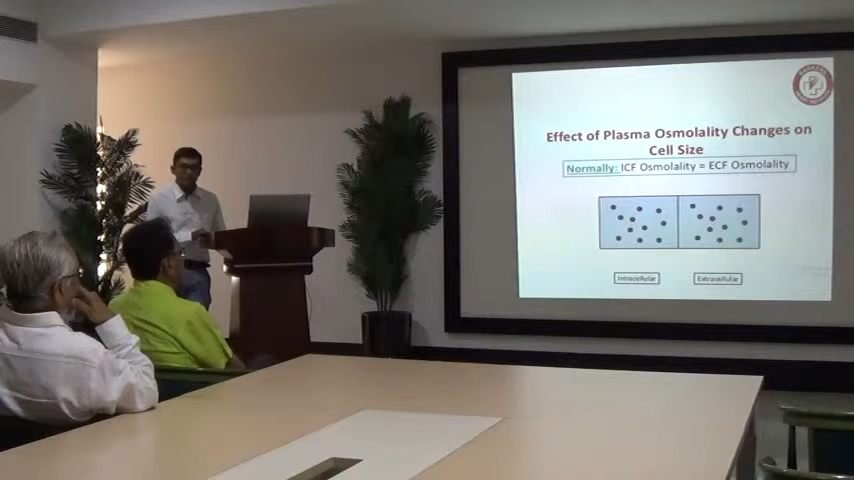 Effect of Plasma Osmolality Changes on
Cell Size
Normally: ICF Osmolality = ECF Osmolality
Intracellular
Extracellular